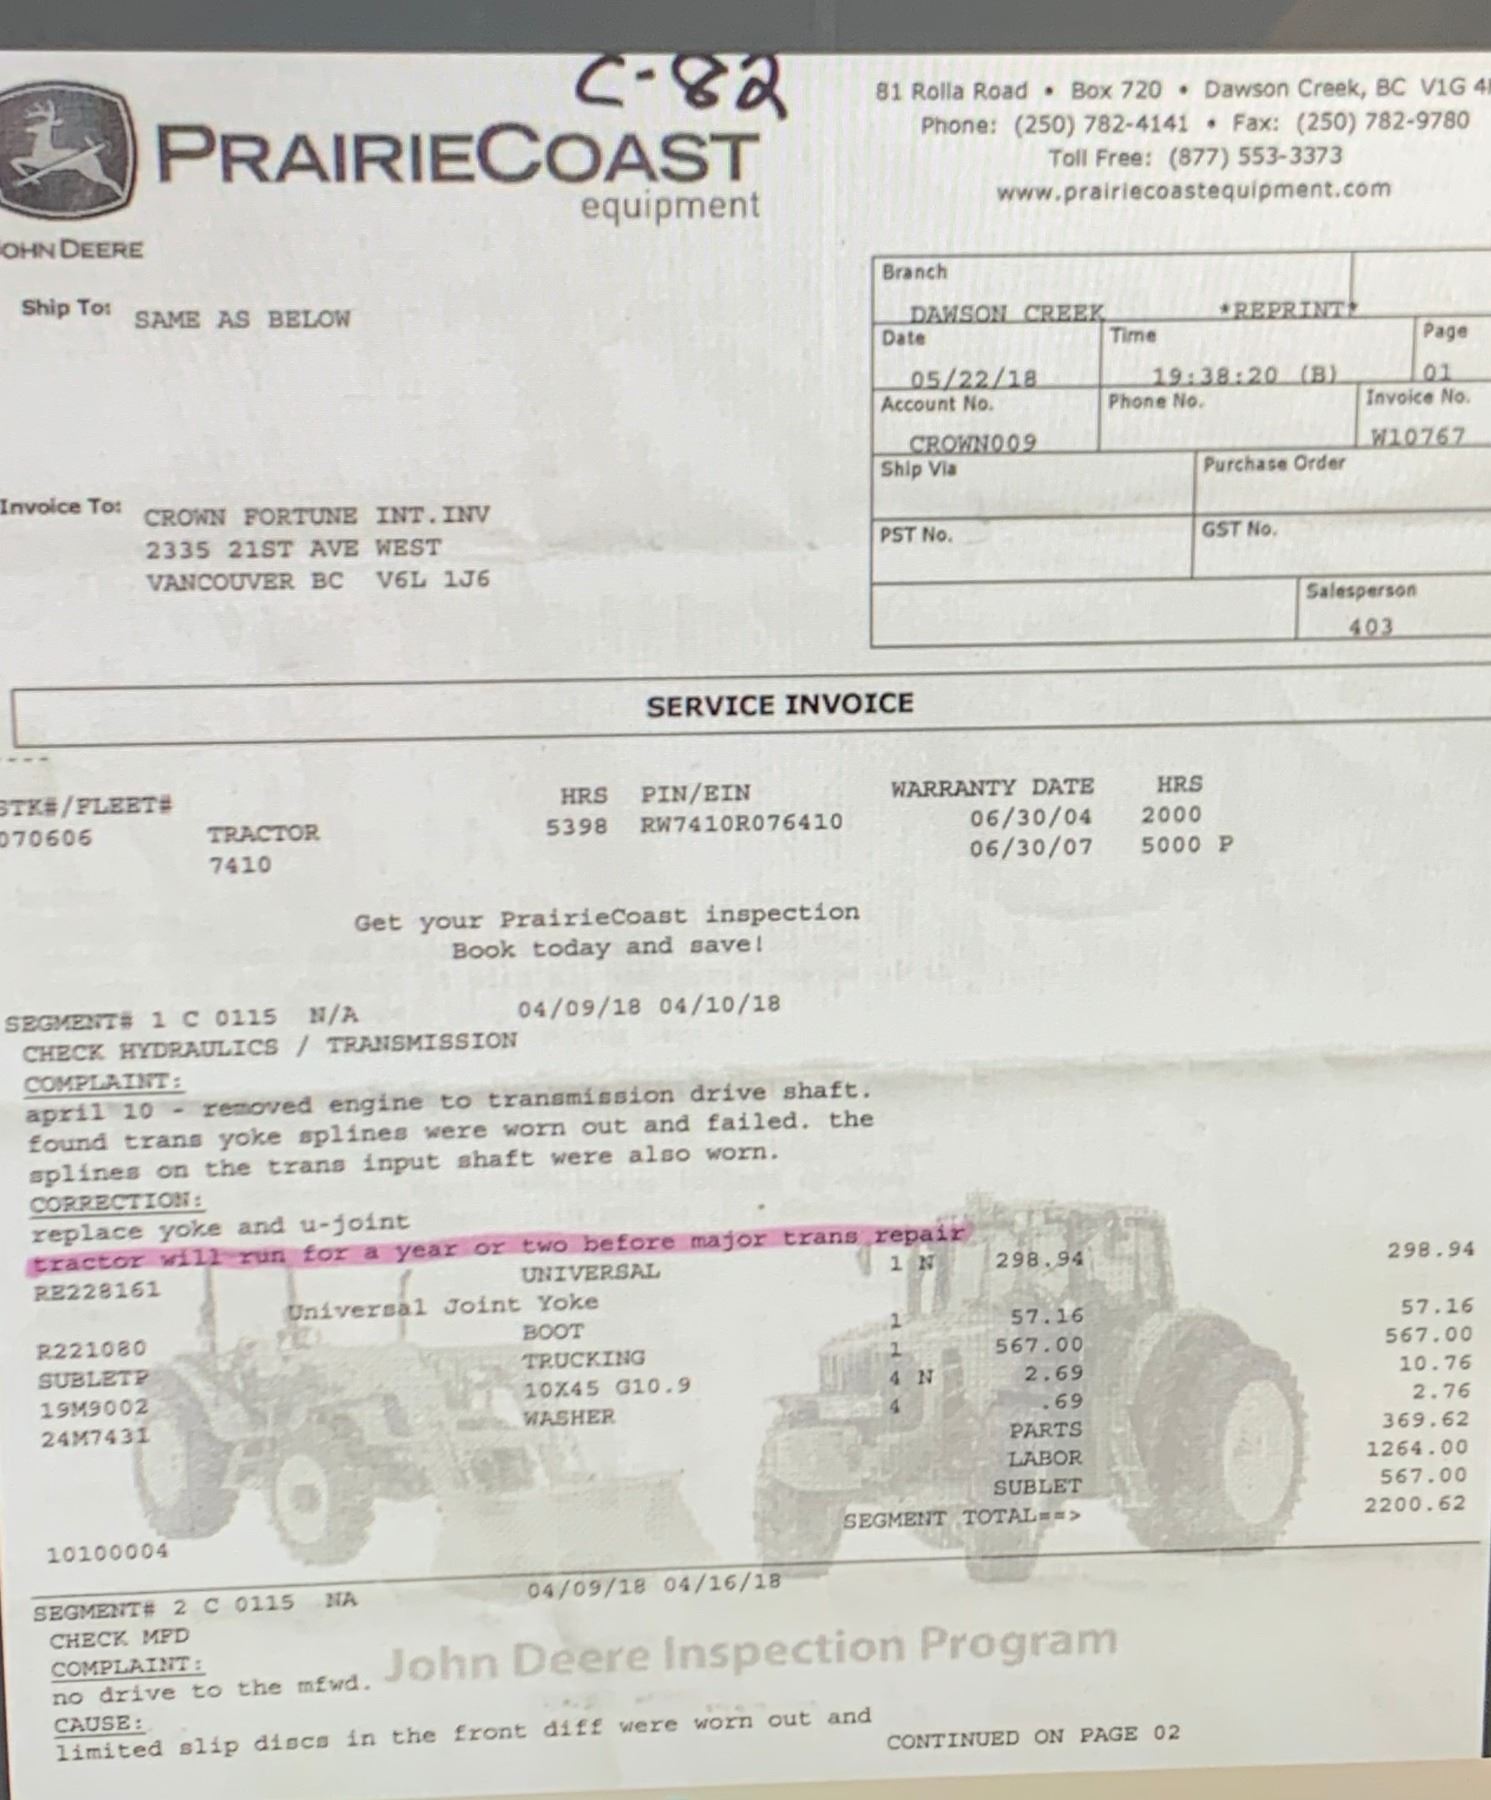 C-82
PRAIRIECOAST
equipment
OHN DEERE
81 Rolla Road • Box 720 • Dawson Creek, BC V1G 4
Phone: (250) 782-4141 • Fax: (250) 782-9780
Toll Free: (877) 553-3373
www.prairiecoastequipment.com
Ship To: SAME AS BELOW
Branch
DAWSON CREEK *REPRINT*
Date Time Page
05/22/18 19:38:20 (B) 01
Account No. Phone No. Invoice No.
CROWN009 W10767
Ship Via Purchase Order
PST No. GST No.
Salesperson
403
Invoice To: CROWN FORTUNE INT.INV
2335 21ST AVE WEST
VANCOUVER BC V6L 1J6
SERVICE INVOICE
----
STK#/FLEET# HRS PIN/EIN WARRANTY DATE HRS
070606 TRACTOR 5398 RW7410R076410 06/30/04 2000
7410 06/30/07 5000 P
Get your PrairieCoast inspection
Book today and save!
SEGMENT# 1 C 0115 N/A 04/09/18 04/10/18
CHECK HYDRAULICS / TRANSMISSION
COMPLAINT:
april 10 - removed engine to transmission drive shaft.
found trans yoke splines were worn out and failed. the
splines on the trans input shaft were also worn.
CORRECTION:
replace yoke and u-joint
tractor will run for a year or two before major trans repair
RE228161 UNIVERSAL 1 N 298.94 298.94
Universal Joint Yoke
R221080 BOOT 1 57.16 57.16
SUBLETP TRUCKING 1 567.00 567.00
19M9002 10X45 G10.9 4 N 2.69 10.76
24M7431 WASHER 4 .69 2.76
PARTS 369.62
LABOR 1264.00
SUBLET 567.00
SEGMENT TOTAL==> 2200.62
10100004
SEGMENT# 2 C 0115 NA 04/09/18 04/16/18
CHECK MFD
COMPLAINT:
John Deere Inspection Program
no drive to the mfwd.
CAUSE:
limited slip discs in the front diff were worn out and
CONTINUED ON PAGE 02